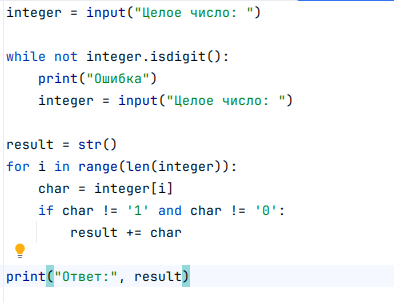 integer = input("Целое число: ")
while not integer.isdigit():
    print("Ошибка")
    integer = input("Целое число: ")
result = str()
for i in range(len(integer)):
    char = integer[i]
    if char != '1' and char != '0':
        result += char
print("Ответ:", result)